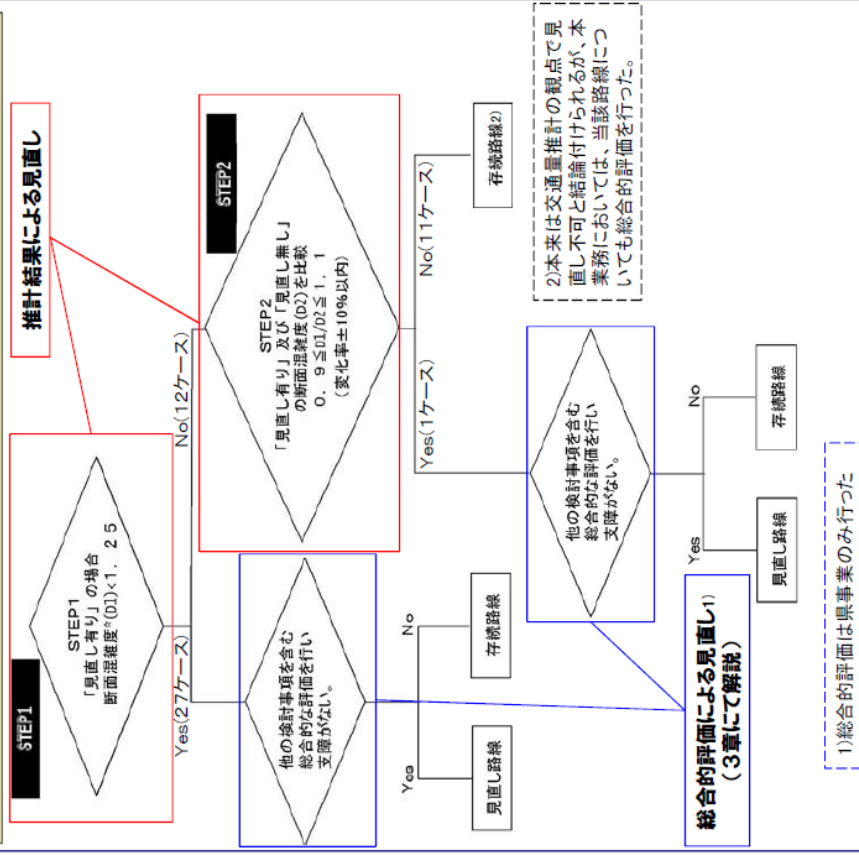 推計結果による見直し
STEP1
STEP1
「見直し有り」の場合
断面混雑度*(D1)<1．25
Yes(27ケース)
No(12ケース)
STEP2
STEP2
「見直し有り」及び「見直し無し」
の断面混雑度(D2)を比較
0．9≦D1/D2≦1．1
(変化率±10%以内)
他の検討事項を含む
総合的な評価を行い
支障がない。
Yes
No
見直し路線
存続路線
Yes(1ケース)
No(11ケース)
存続路線2)
2)本来は交通量推計の観点で見
直し不可と結論付けられるが、本
業務においては、当該路線につ
いても総合的評価を行った。
他の検討事項を含む
総合的な評価を行い
支障がない。
Yes
No
見直し路線
存続路線
総合的評価による見直し1)
(3章にて解説)
1)総合的評価は県事業のみ行った